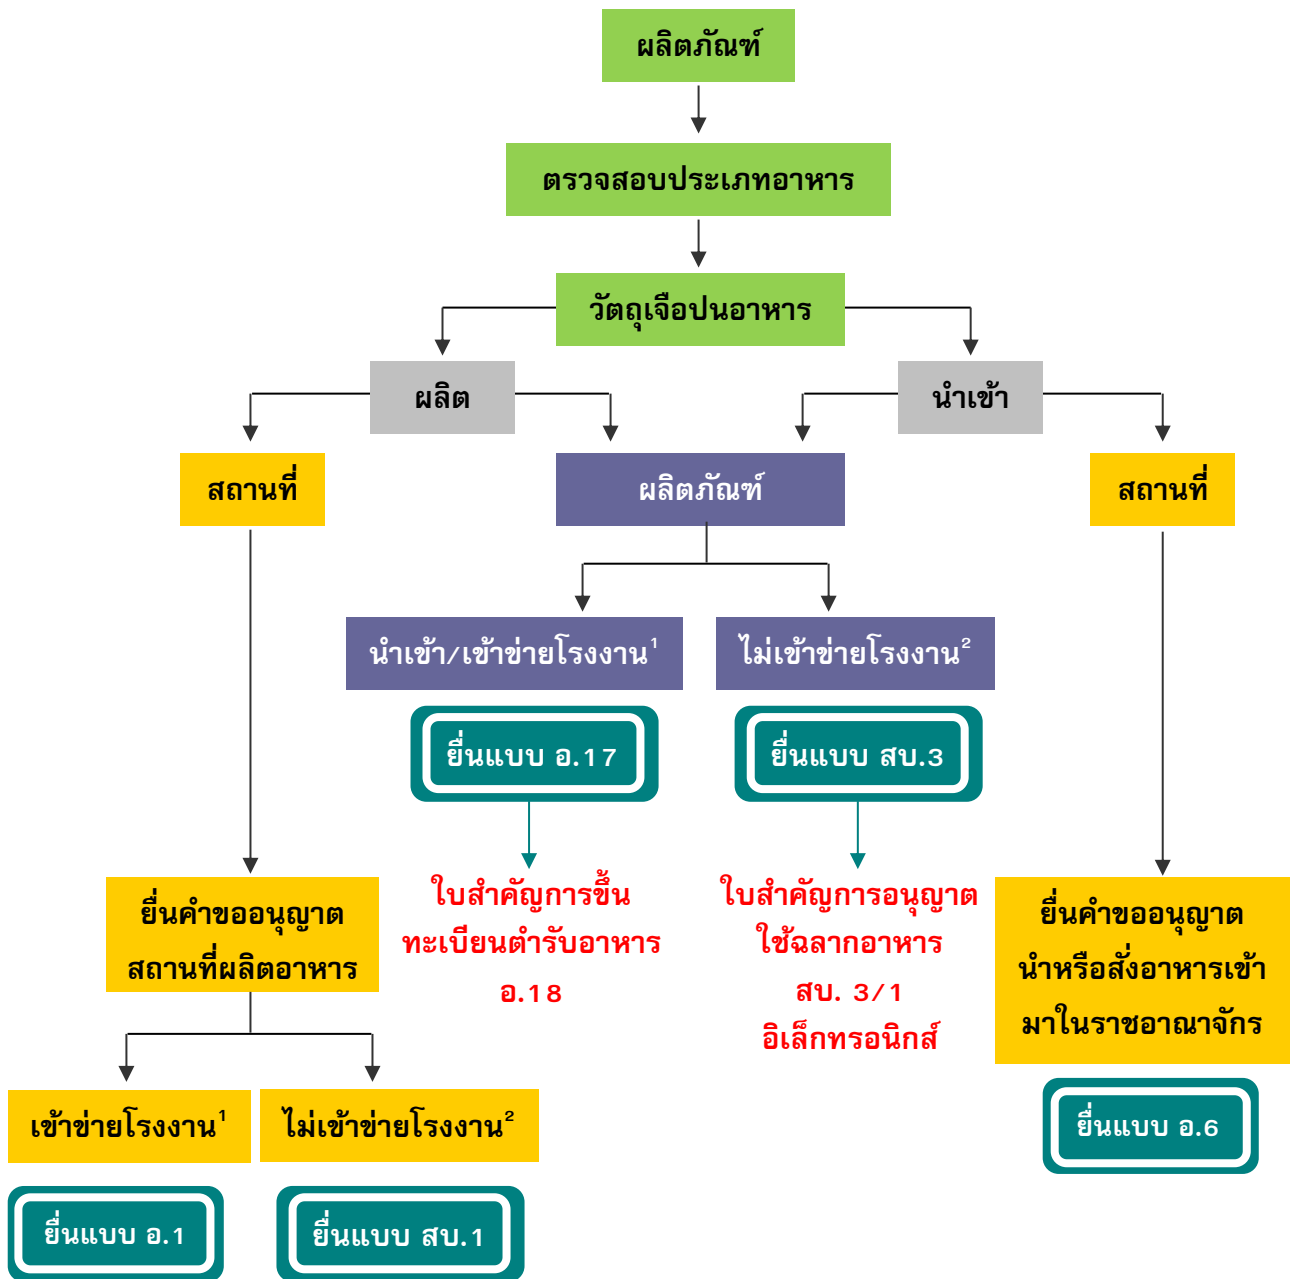 ผลิตภัณฑ์
ตรวจสอบประเภทอาหาร
วัตถุเจือปนอาหาร
ผลิต
นำเข้า
สถานที่
ผลิตภัณฑ์
สถานที่
นำเข้า/เข้าข่ายโรงงาน¹
ไม่เข้าข่ายโรงงาน²
ยื่นแบบ อ.17
ยื่นแบบ สบ.3
ใบสำคัญการขึ้น
ทะเบียนตำรับอาหาร
อ.18
ใบสำคัญการอนุญาต
ใช้ฉลากอาหาร
สบ. 3/1
อิเล็กทรอนิกส์
ยื่นคำขออนุญาต
สถานที่ผลิตอาหาร
ยื่นคำขออนุญาต
นำหรือสั่งอาหารเข้า
มาในราชอาณาจักร
เข้าข่ายโรงงาน¹
ไม่เข้าข่ายโรงงาน²
ยื่นแบบ อ.6
ยื่นแบบ อ.1
ยื่นแบบ สบ.1